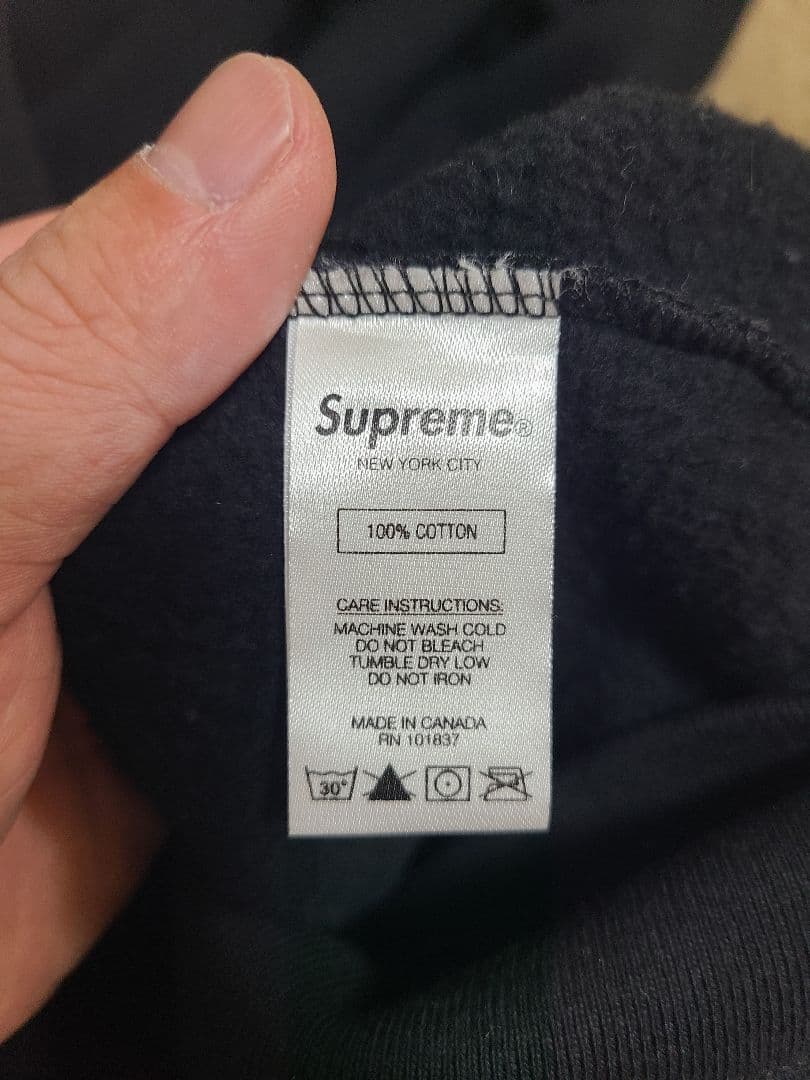 Supreme®
NEW YORK CITY
100% COTTON
CARE INSTRUCTIONS:
MACHINE WASH COLD
DO NOT BLEACH
TUMBLE DRY LOW
DO NOT IRON
MADE IN CANADA
RN 101837
30°